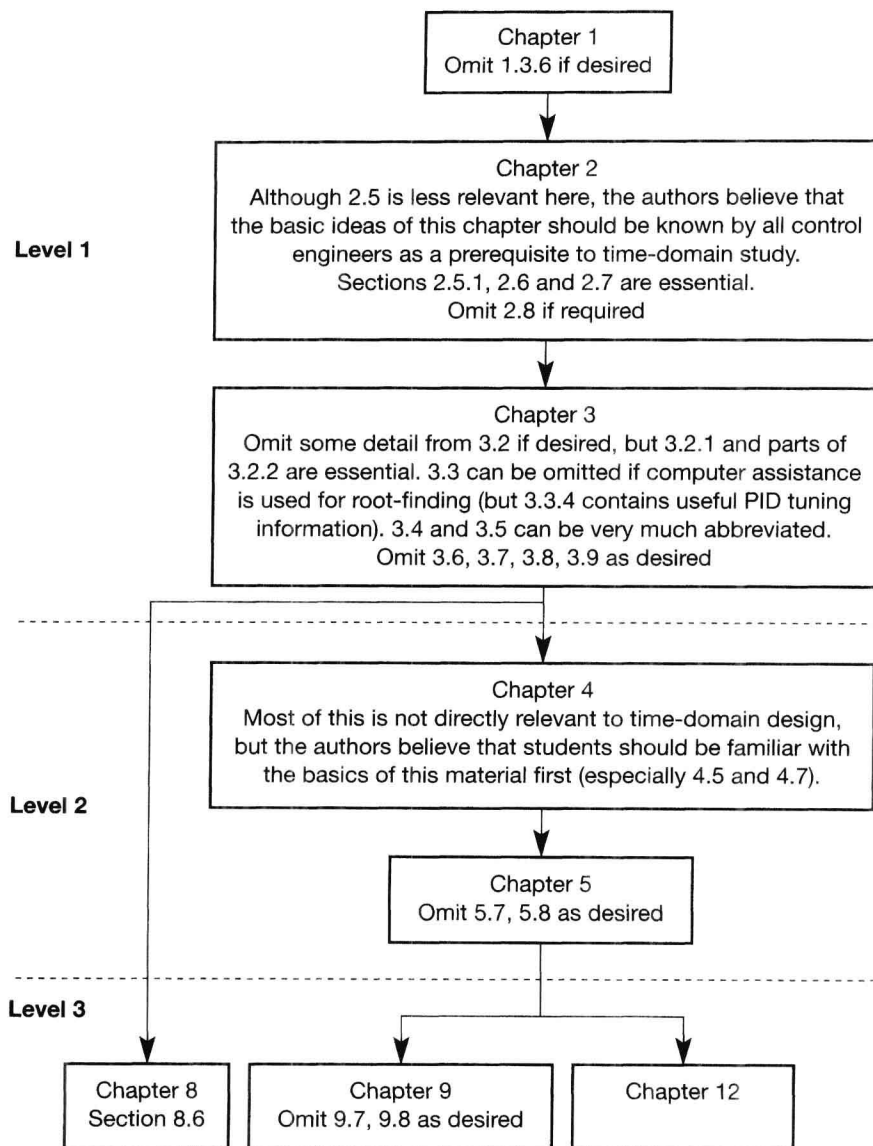 Chapter 1
Omit 1.3.6 if desired
Level 1
Chapter 2
Although 2.5 is less relevant here, the authors believe that
the basic ideas of this chapter should be known by all control
engineers as a prerequisite to time-domain study.
Sections 2.5.1, 2.6 and 2.7 are essential.
Omit 2.8 if required
Chapter 3
Omit some detail from 3.2 if desired, but 3.2.1 and parts of
3.2.2 are essential. 3.3 can be omitted if computer assistance
is used for root-finding (but 3.3.4 contains useful PID tuning
information). 3.4 and 3.5 can be very much abbreviated.
Omit 3.6, 3.7, 3.8, 3.9 as desired
Level 2
Chapter 4
Most of this is not directly relevant to time-domain design,
but the authors believe that students should be familiar with
the basics of this material first (especially 4.5 and 4.7).
Chapter 5
Omit 5.7, 5.8 as desired
Level 3
Chapter 8
Section 8.6
Chapter 9
Omit 9.7, 9.8 as desired
Chapter 12